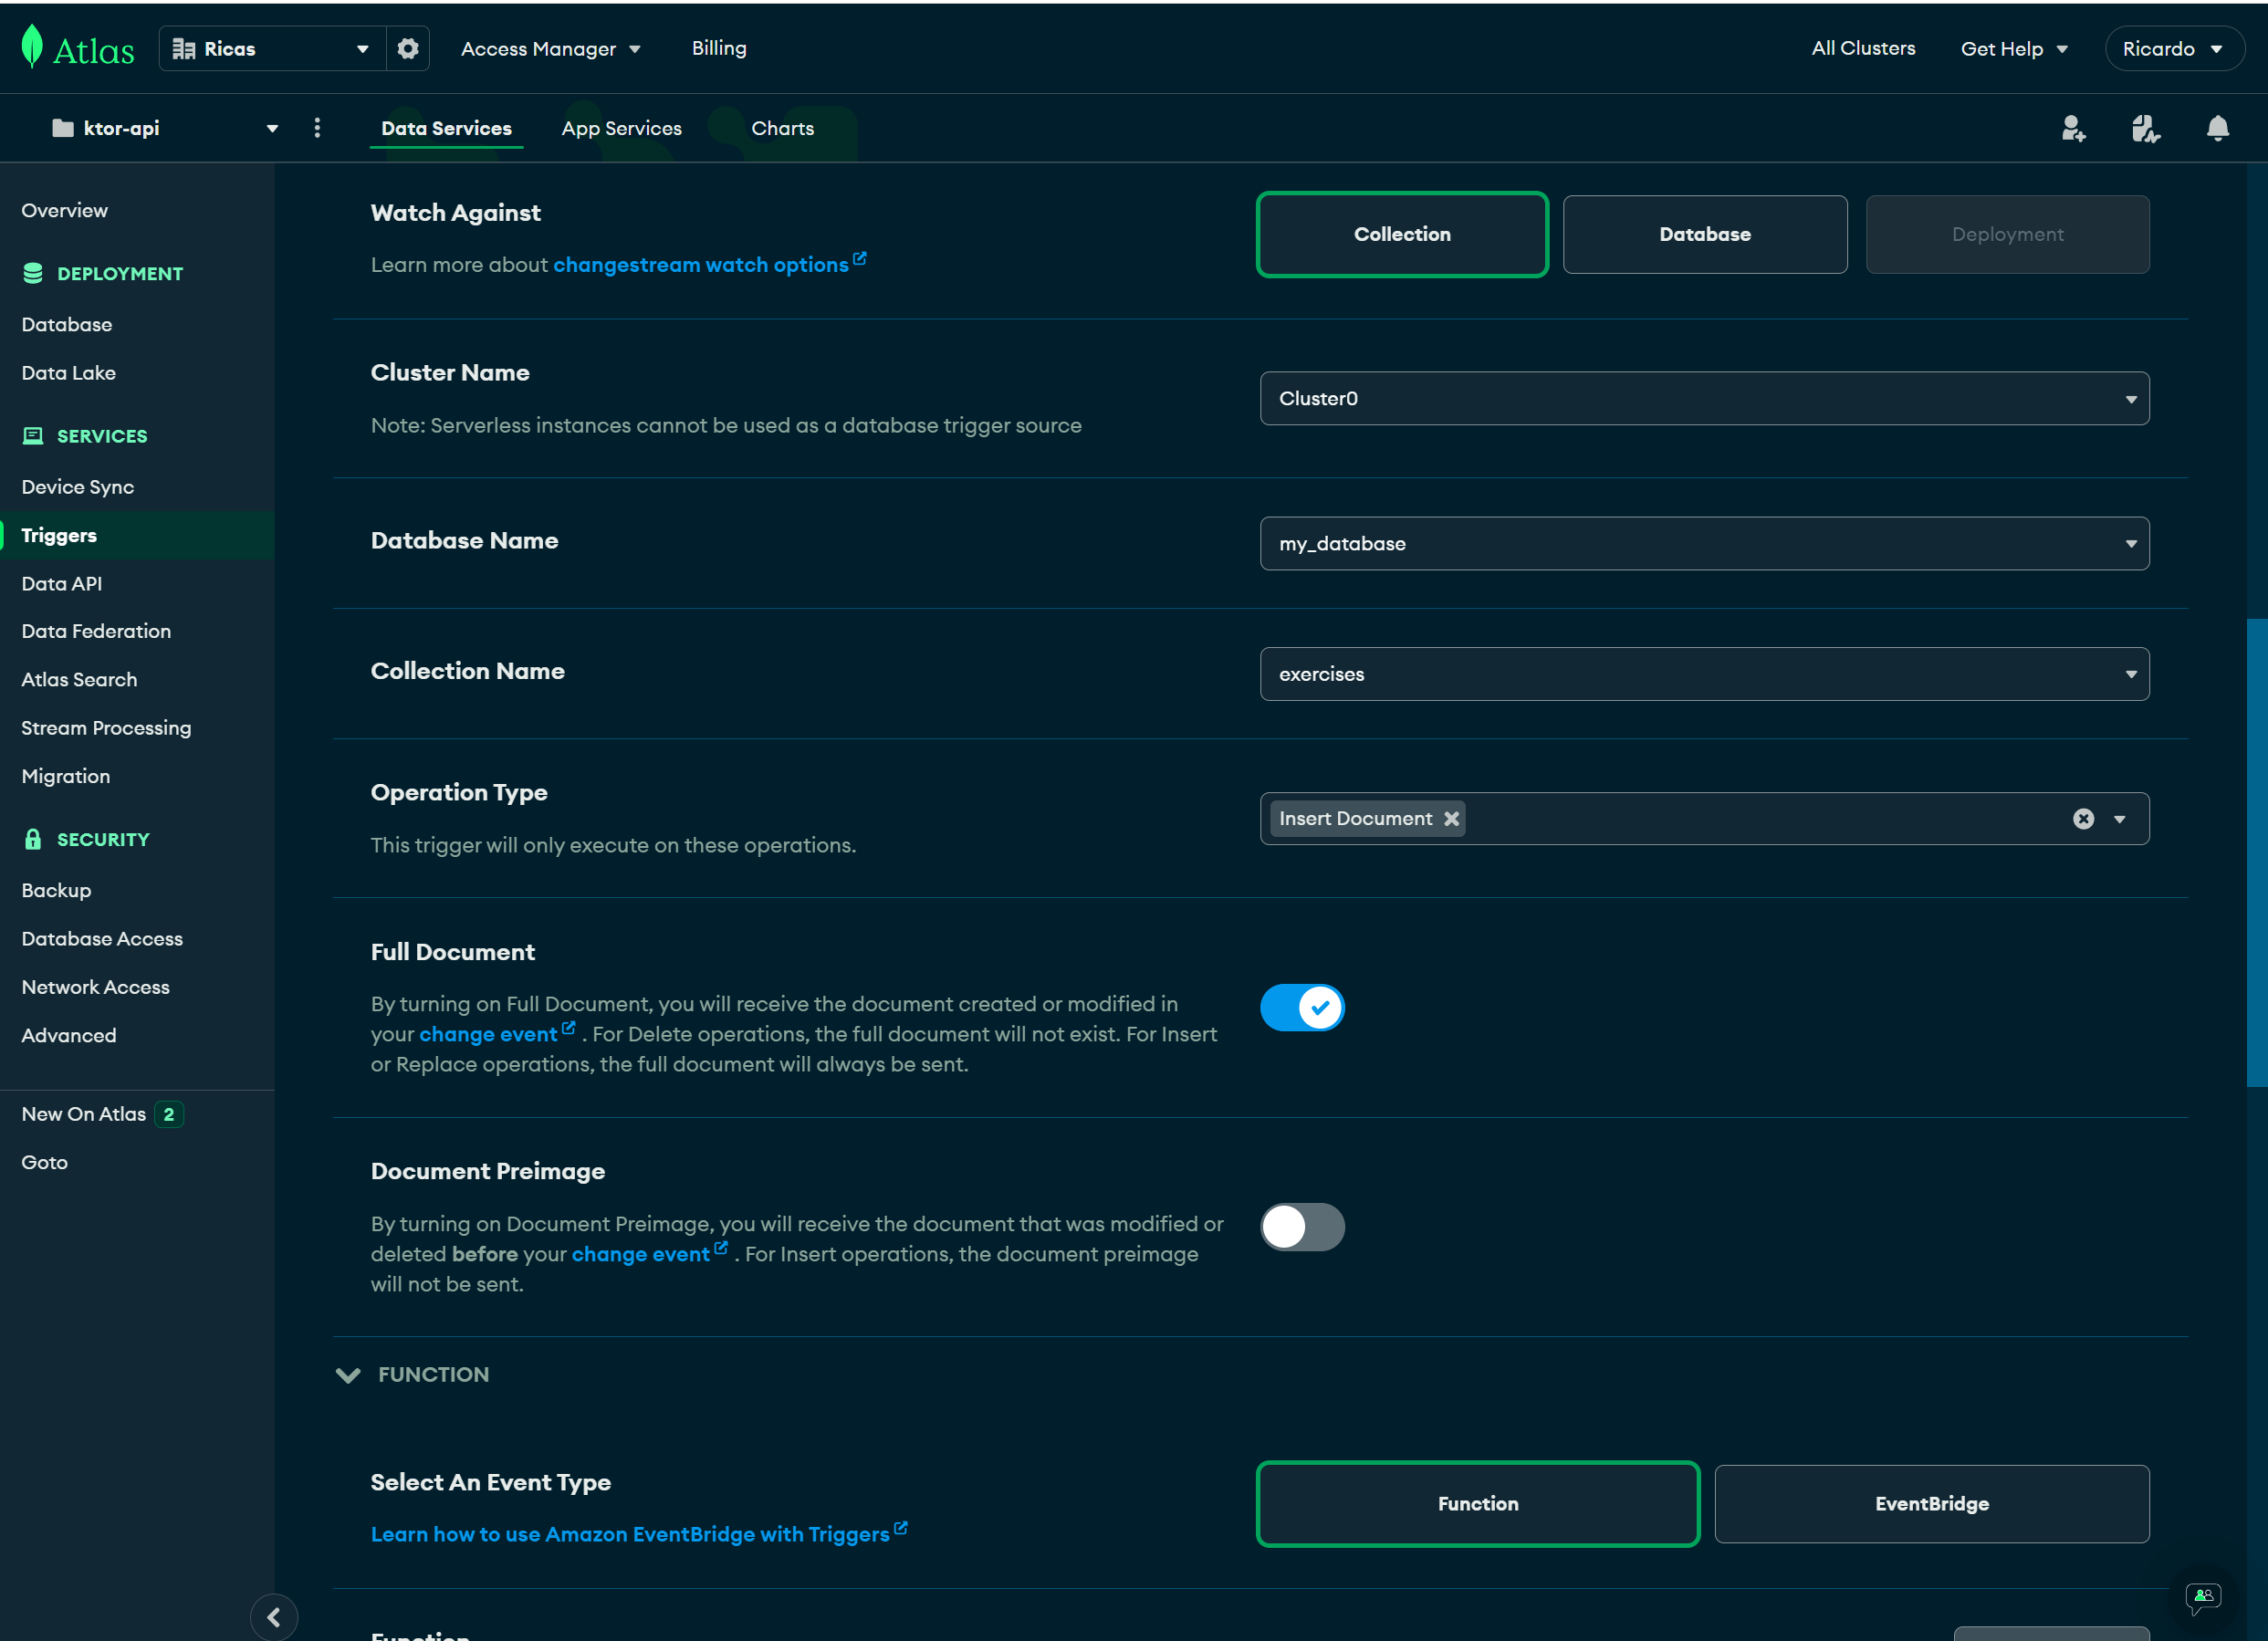 Atlas
Ricas
Access Manager
Billing
All Clusters
Get Help
Ricardo
ktor-api
Data Services
App Services
Charts
Overview
DEPLOYMENT
Database
Data Lake
SERVICES
Device Sync
Triggers
Data API
Data Federation
Atlas Search
Stream Processing
Migration
SECURITY
Backup
Database Access
Network Access
Advanced
New On Atlas 2
Goto
Watch Against
Learn more about changestream watch options
Collection
Database
Deployment
Cluster Name
Note: Serverless instances cannot be used as a database trigger source
Cluster0
Database Name
my_database
Collection Name
exercises
Operation Type
This trigger will only execute on these operations.
Insert Document
Full Document
By turning on Full Document, you will receive the document created or modified in
your change event . For Delete operations, the full document will not exist. For Insert
or Replace operations, the full document will always be sent.
Document Preimage
By turning on Document Preimage, you will receive the document that was modified or
deleted before your change event . For Insert operations, the document preimage
will not be sent.
FUNCTION
Select An Event Type
Learn how to use Amazon EventBridge with Triggers
Function
EventBridge
Function